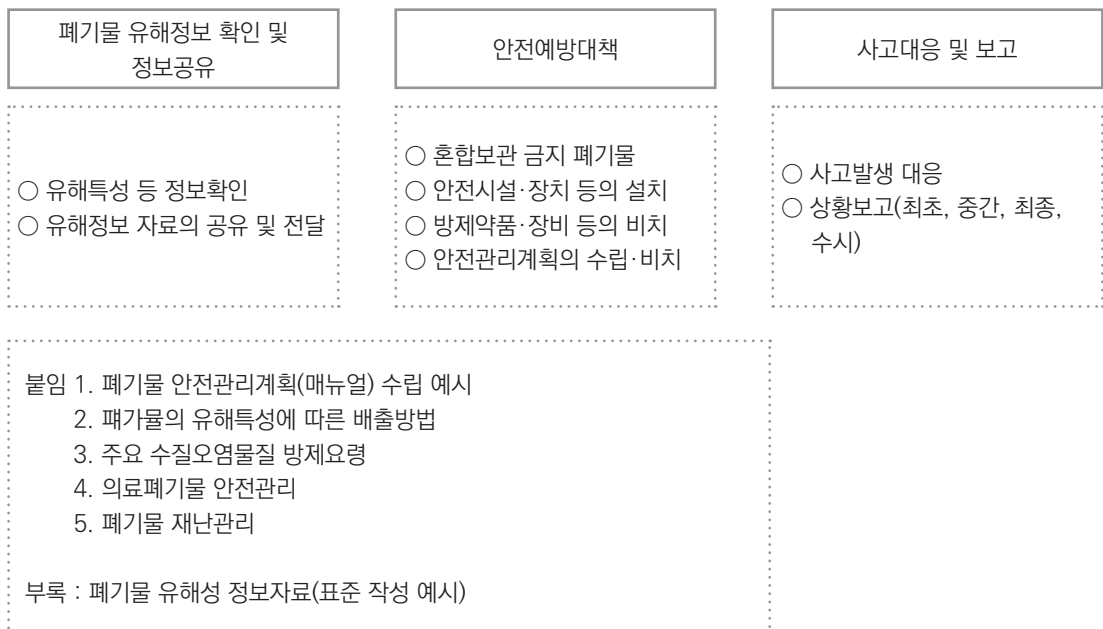 폐기물 유해정보 확인 및
정보공유
○ 유해특성 등 정보확인
○ 유해정보 자료의 공유 및 전달
안전예방대책
○ 혼합보관 금지 폐기물
○ 안전시설·장치 등의 설치
○ 방제약품·장비 등의 비치
○ 안전관리계획의 수립·비치
사고대응 및 보고
○ 사고발생 대응
○ 상황보고(최초, 중간, 최종,
수시)
붙임 1. 폐기물 안전관리계획(매뉴얼) 수립 예시
2. 퍠가뮬의 유해특성에 따른 배출방법
3. 주요 수질오염물질 방제요령
4. 의료폐기물 안전관리
5. 폐기물 재난관리
부록 : 폐기물 유해성 정보자료(표준 작성 예시)